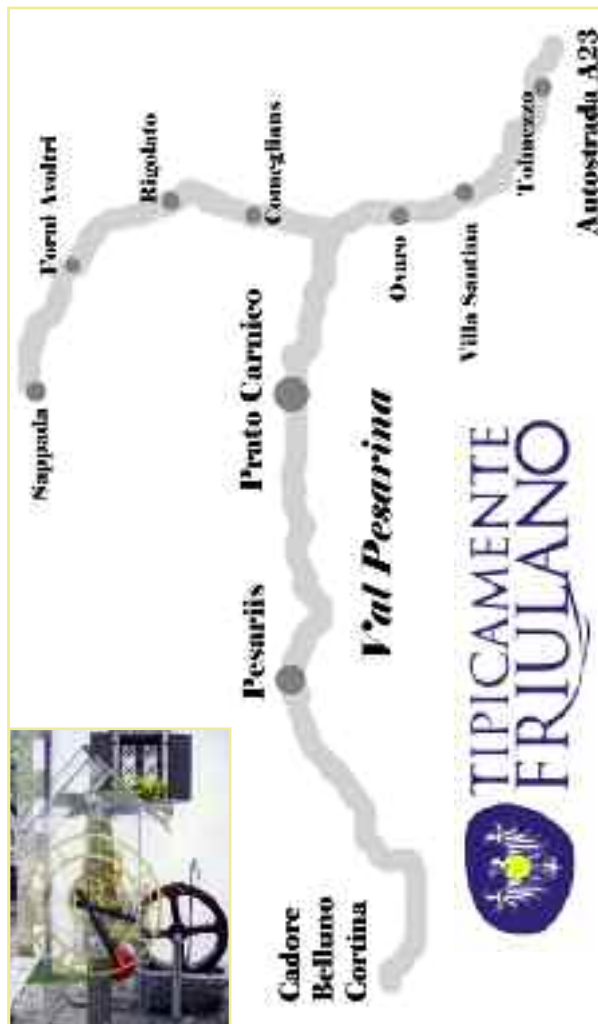 Sappada
Forni Avoltri
Rigolato
Comeglians
Prato Carnico
Pesariis
Val Pesarina
Ovaro
Villa Santina
Tolmezzo
Autostrada A23
Cadore
Belluno
Cortina
TIPICAMENTE
FRIULANO